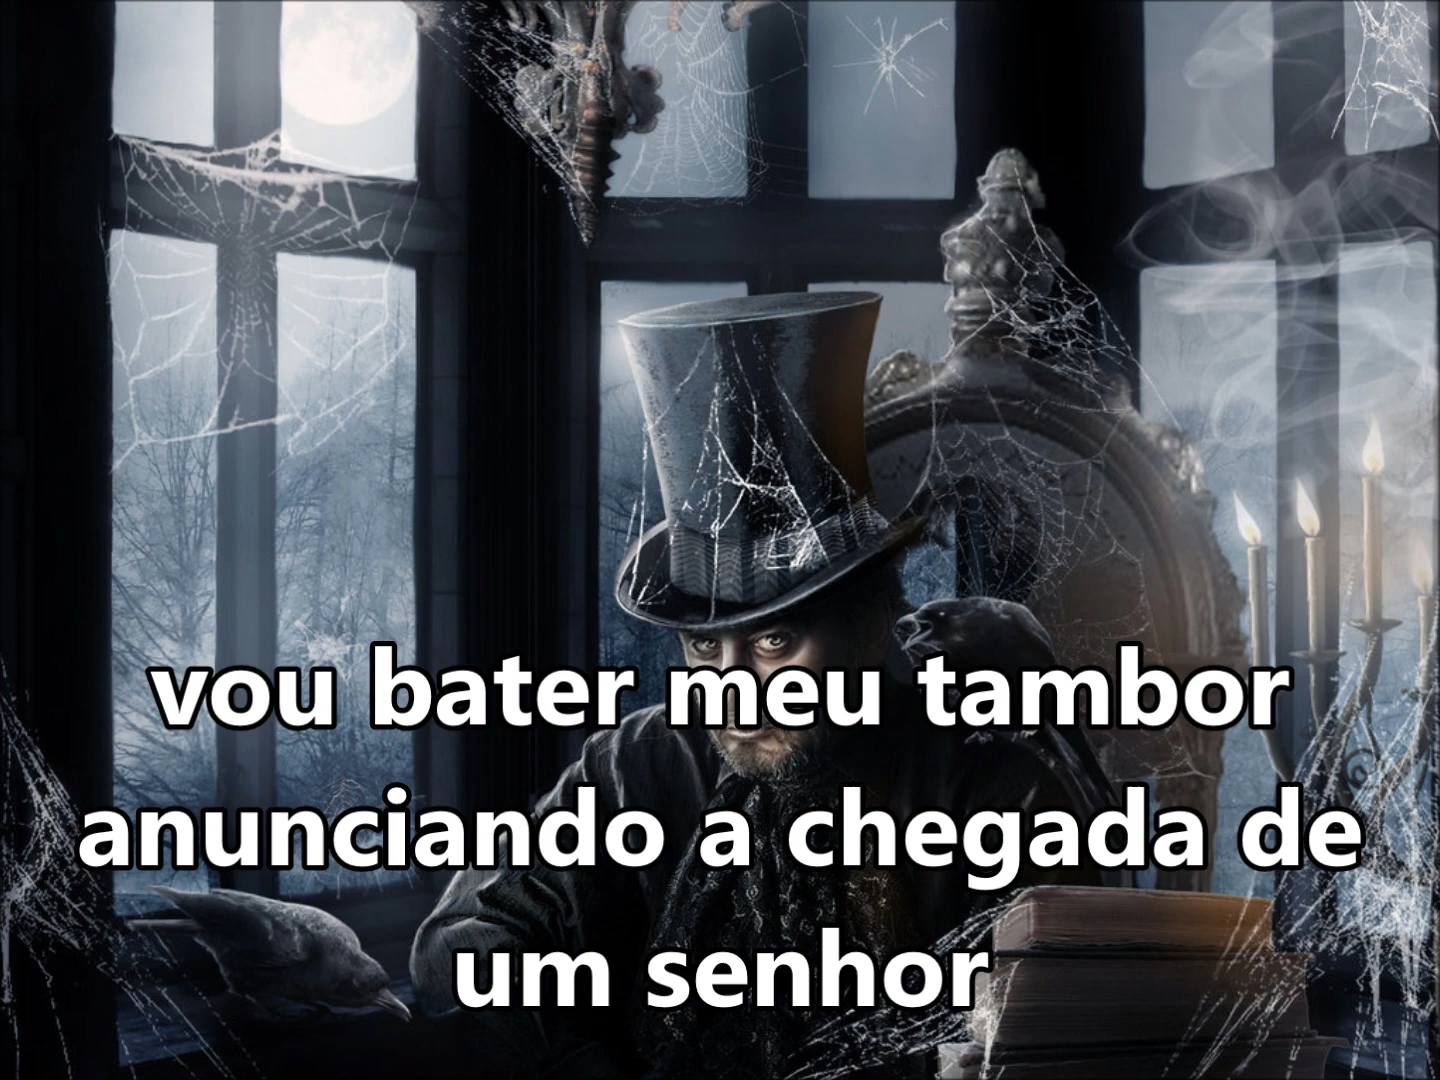 vou bater meu tambor
anunciando a chegada de
um senhor